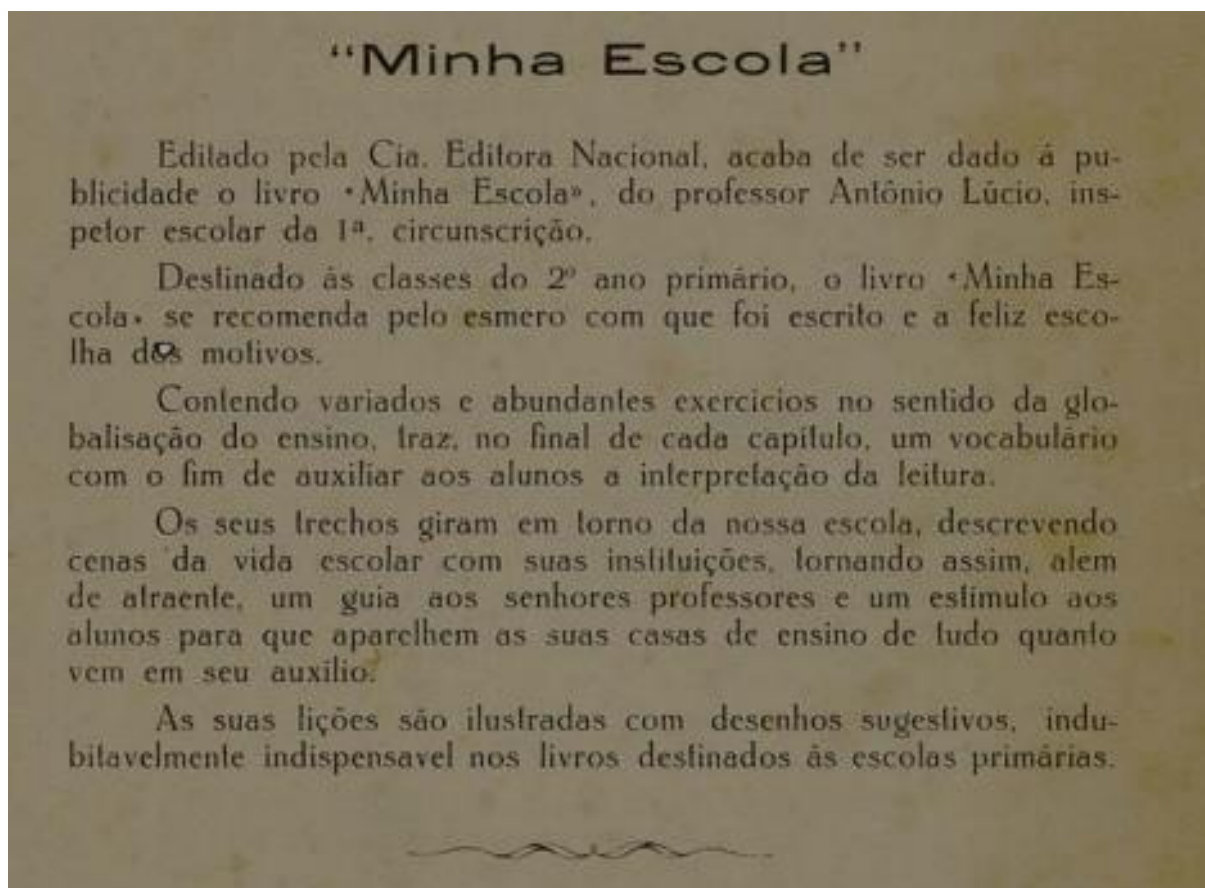 “Minha Escola”
Editado pela Cia. Editora Nacional, acaba de ser dado á pu-
blicidade o livro «Minha Escola», do professor Antônio Lúcio, ins-
petor escolar da 1ª. circunscrição.
Destinado ás classes do 2º ano primário, o livro «Minha Es-
cola» se recomenda pelo esmero com que foi escrito e a feliz esco-
lha dos motivos.
Contendo variados e abundantes exercicios no sentido da glo-
balisação do ensino, traz, no final de cada capítulo, um vocabulário
com o fim de auxiliar aos alunos a interpretação da leitura.
Os seus trechos giram em torno da nossa escola, descrevendo
cenas da vida escolar com suas instituições, tornando assim, alem
de atraente, um guia aos senhores professores e um estimulo aos
alunos para que aparelhem as suas casas de ensino de tudo quanto
vem em seu auxílio.
As suas lições são ilustradas com desenhos sugestivos, indu-
bitavelmente indispensavel nos livros destinados ás escolas primárias.